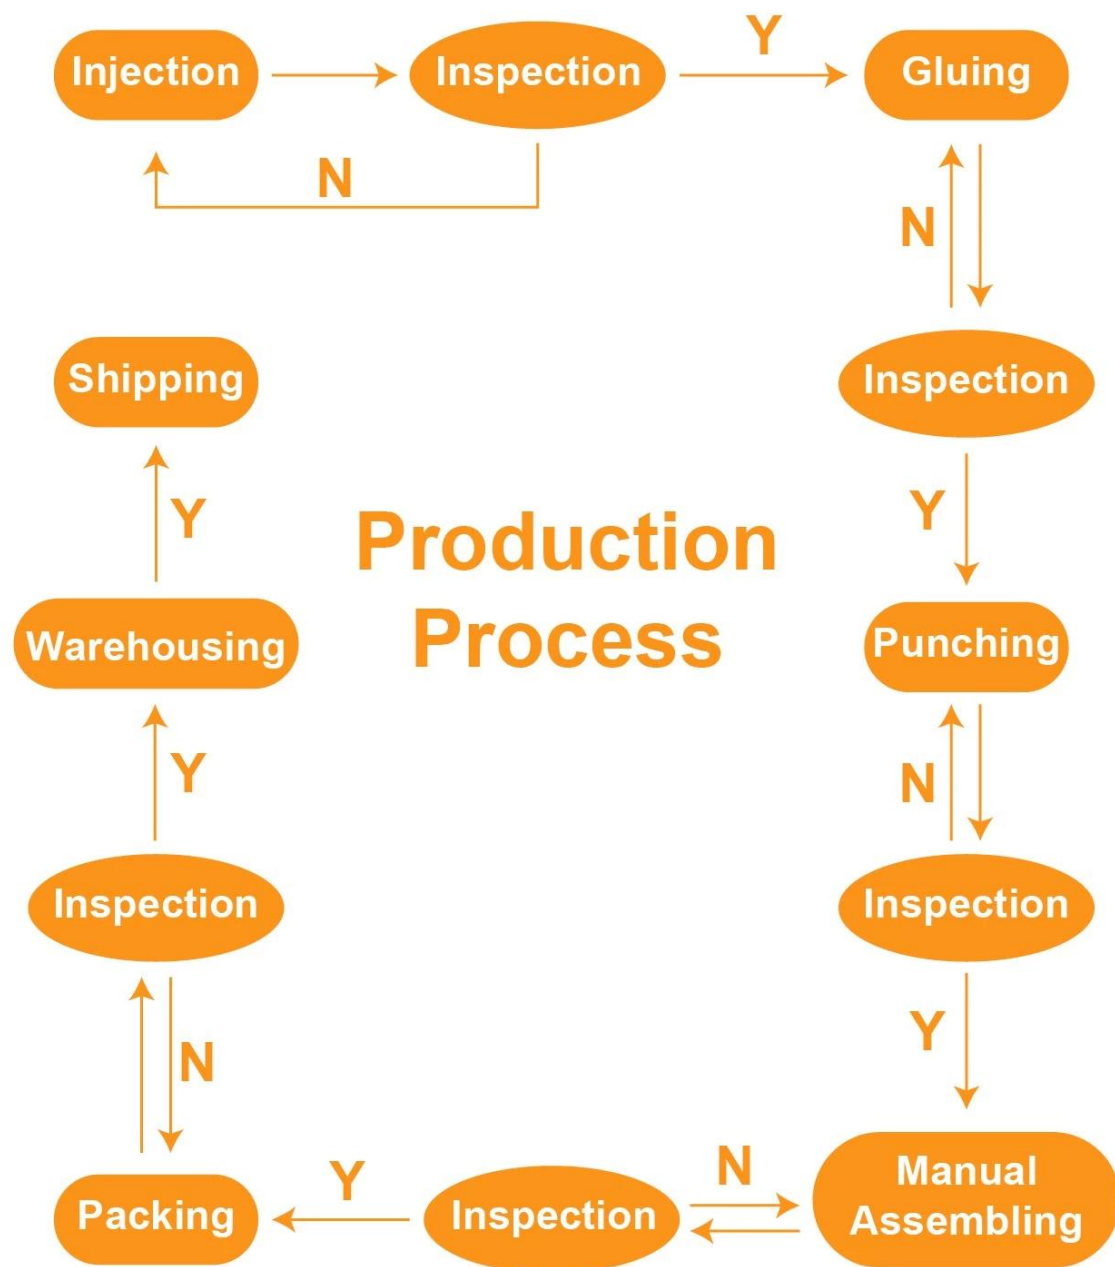 Injection
Inspection
Y
Gluing
N
N
Inspection
Y
Punching
N
Inspection
Y
Manual
Assembling
N
Inspection
Y
Packing
N
Inspection
Y
Warehousing
Y
Shipping
Production
Process